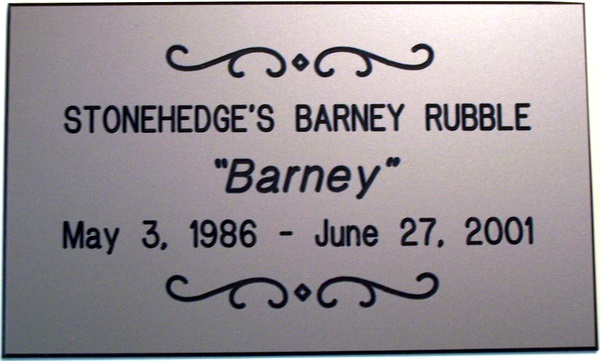 STONEHEDGE'S BARNEY RUBBLE
"Barney"
May 3, 1986 - June 27, 2001